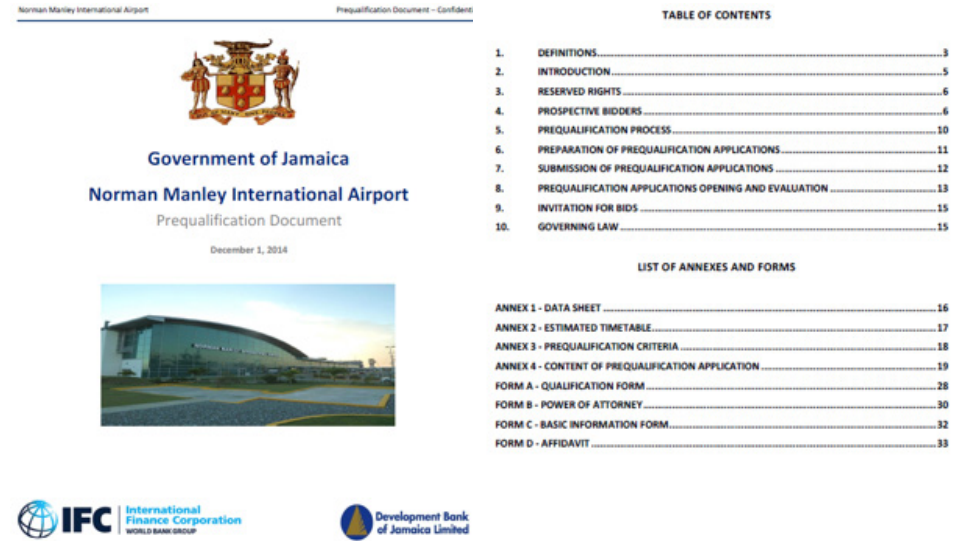 Norman Manley International Airport
Prequalification Document – Confidenti
Government of Jamaica
Norman Manley International Airport
Prequalification Document
December 1, 2014
IFC
International
Finance Corporation
WORLD BANK GROUP
Development Bank
of Jamaica Limited
TABLE OF CONTENTS
1. DEFINITIONS 3
2. INTRODUCTION 5
3. RESERVED RIGHTS 6
4. PROSPECTIVE BIDDERS 6
5. PREQUALIFICATION PROCESS 10
6. PREPARATION OF PREQUALIFICATION APPLICATIONS 11
7. SUBMISSION OF PREQUALIFICATION APPLICATIONS 12
8. PREQUALIFICATION APPLICATIONS OPENING AND EVALUATION 13
9. INVITATION FOR BIDS 15
10. GOVERNING LAW 15
LIST OF ANNEXES AND FORMS
ANNEX 1 - DATA SHEET 16
ANNEX 2 - ESTIMATED TIMETABLE 17
ANNEX 3 - PREQUALIFICATION CRITERIA 18
ANNEX 4 - CONTENT OF PREQUALIFICATION APPLICATION 19
FORM A - QUALIFICATION FORM 28
FORM B - POWER OF ATTORNEY 30
FORM C - BASIC INFORMATION FORM 32
FORM D - AFFIDAVIT 33